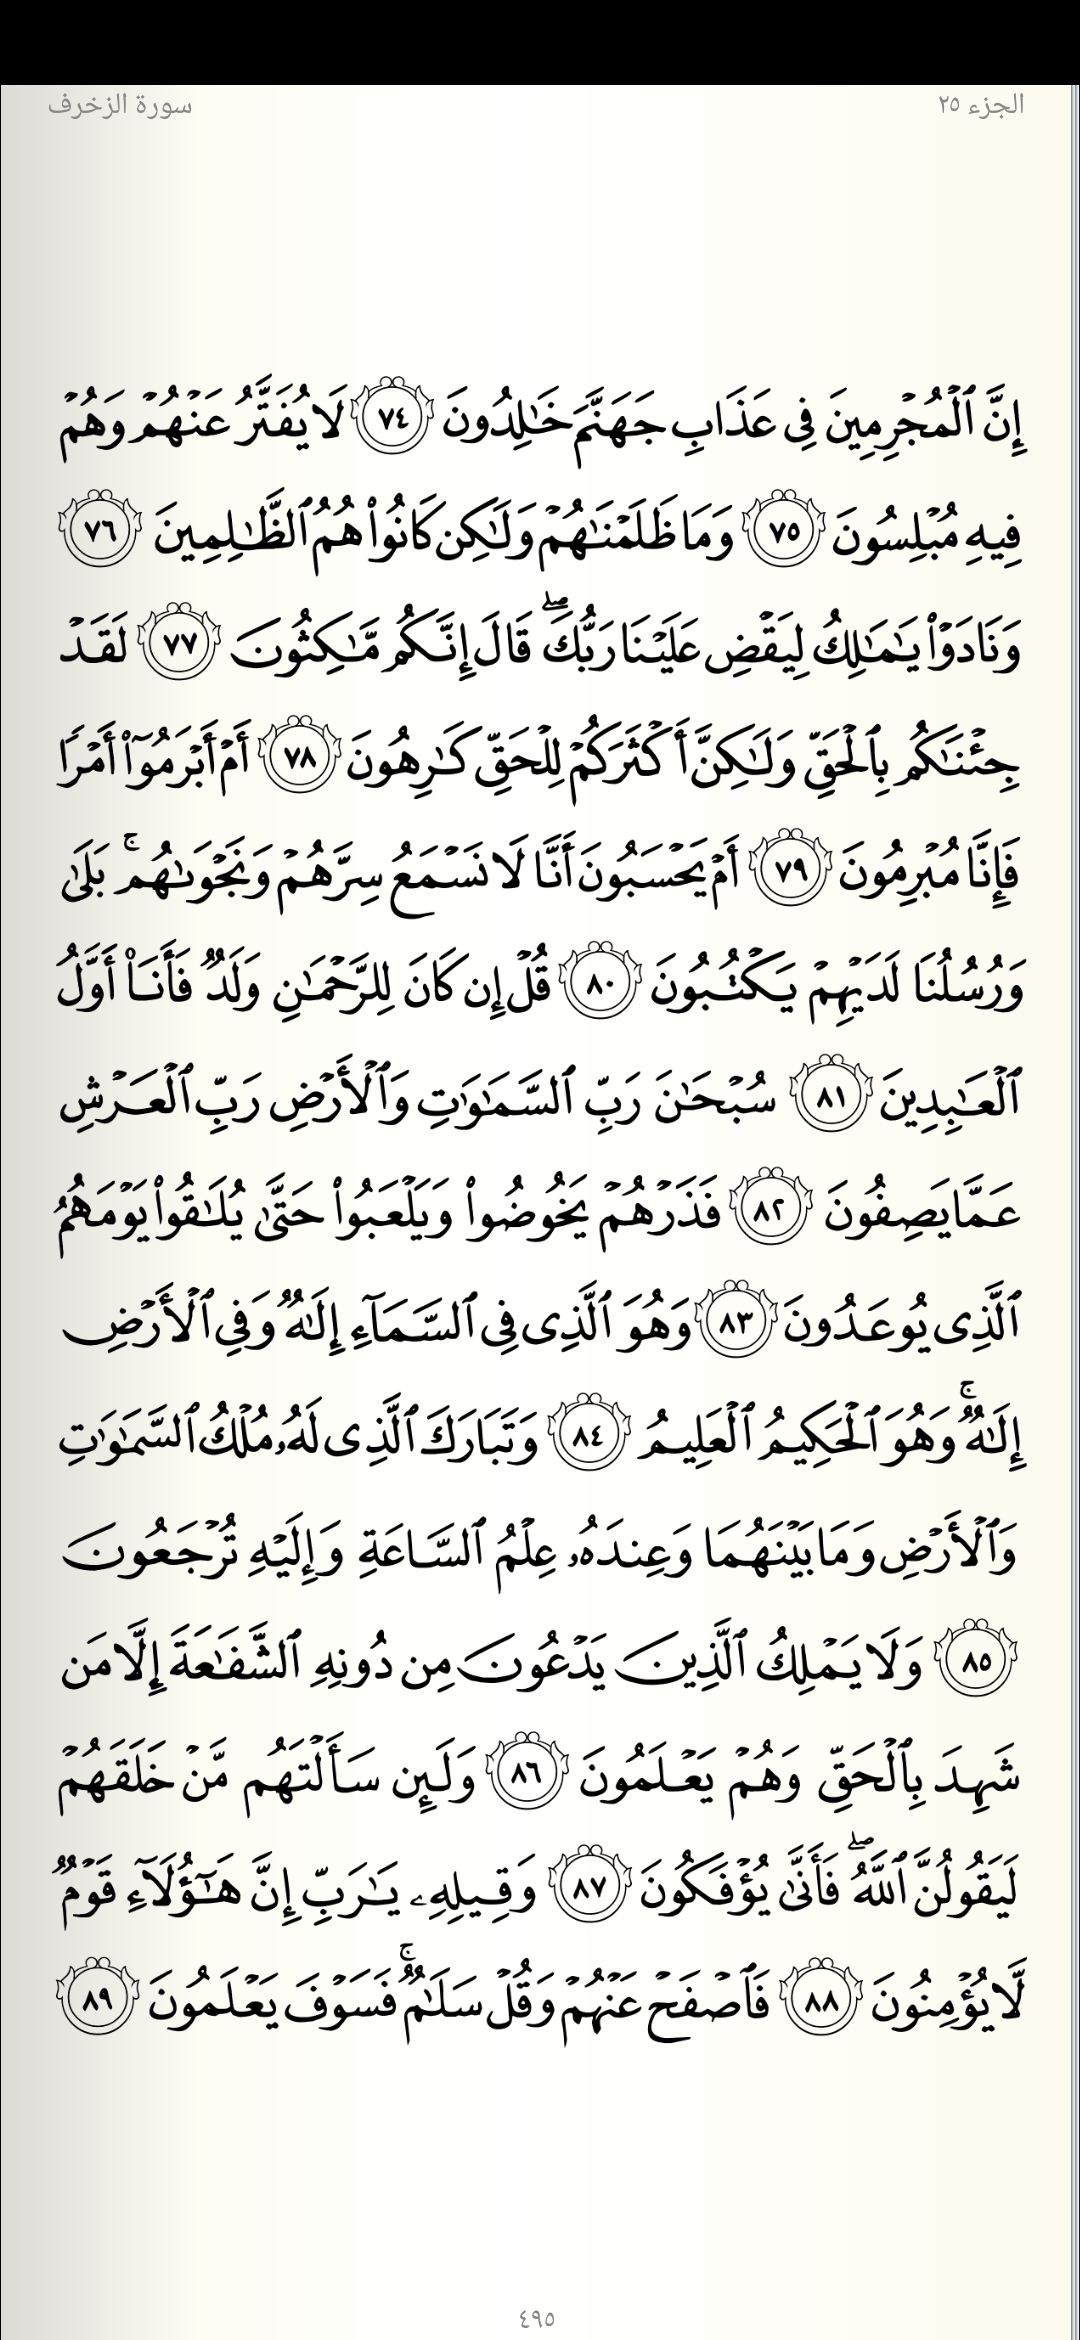 الجزء ٢٥
سورة الزخرف
إِنَّ ٱلۡمُجۡرِمِينَ فِى عَذَابِ جَهَنَّمَ خَٰلِدُونَ ٧٤ لَا يُفَتَّرُ عَنۡهُمۡ وَهُمۡ
فِيهِ مُبۡلِسُونَ ٧٥ وَمَا ظَلَمۡنَٰهُمۡ وَلَٰكِن كَانُواْ هُمُ ٱلظَّٰلِمِينَ ٧٦
وَنَادَوۡاْ يَٰمَٰلِكُ لِيَقۡضِ عَلَيۡنَا رَبُّكَۖ قَالَ إِنَّكُم مَّٰكِثُونَ ٧٧ لَقَدۡ
جِئۡنَٰكُم بِٱلۡحَقِّ وَلَٰكِنَّ أَكۡثَرَكُمۡ لِلۡحَقِّ كَٰرِهُونَ ٧٨ أَمۡ أَبۡرَمُوٓاْ أَمۡرٗا
فَإِنَّا مُبۡرِمُونَ ٧٩ أَمۡ يَحۡسَبُونَ أَنَّا لَا نَسۡمَعُ سِرَّهُمۡ وَنَجۡوَىٰهُمۚ بَلَىٰ
وَرُسُلُنَا لَدَيۡهِمۡ يَكۡتُبُونَ ٨٠ قُلۡ إِن كَانَ لِلرَّحۡمَٰنِ وَلَدٞ فَأَنَا۠ أَوَّلُ
ٱلۡعَٰبِدِينَ ٨١ سُبۡحَٰنَ رَبِّ ٱلسَّمَٰوَٰتِ وَٱلۡأَرۡضِ رَبِّ ٱلۡعَرۡشِ
عَمَّا يَصِفُونَ ٨٢ فَذَرۡهُمۡ يَخُوضُواْ وَيَلۡعَبُواْ حَتَّىٰ يُلَٰقُواْ يَوۡمَهُمُ
ٱلَّذِى يُوعَدُونَ ٨٣ وَهُوَ ٱلَّذِى فِى ٱلسَّمَآءِ إِلَٰهٞ وَفِى ٱلۡأَرۡضِ
إِلَٰهٞۚ وَهُوَ ٱلۡحَكِيمُ ٱلۡعَلِيمُ ٨٤ وَتَبَارَكَ ٱلَّذِى لَهُۥ مُلۡكُ ٱلسَّمَٰوَٰتِ
وَٱلۡأَرۡضِ وَمَا بَيۡنَهُمَا وَعِندَهُۥ عِلۡمُ ٱلسَّاعَةِ وَإِلَيۡهِ تُرۡجَعُونَ
٨٥ وَلَا يَمۡلِكُ ٱلَّذِينَ يَدۡعُونَ مِن دُونِهِ ٱلشَّفَٰعَةَ إِلَّا مَن
شَهِدَ بِٱلۡحَقِّ وَهُمۡ يَعۡلَمُونَ ٨٦ وَلَئِن سَأَلۡتَهُم مَّنۡ خَلَقَهُمۡ
لَيَقُولُنَّ ٱللَّهُۖ فَأَنَّىٰ يُؤۡفَكُونَ ٨٧ وَقِيلِهِۦ يَٰرَبِّ إِنَّ هَٰٓؤُلَآءِ قَوۡمٞ
لَّا يُؤۡمِنُونَ ٨٨ فَٱصۡفَحۡ عَنۡهُمۡ وَقُلۡ سَلَٰمٞۚ فَسَوۡفَ يَعۡلَمُونَ ٨٩
٤٩٥